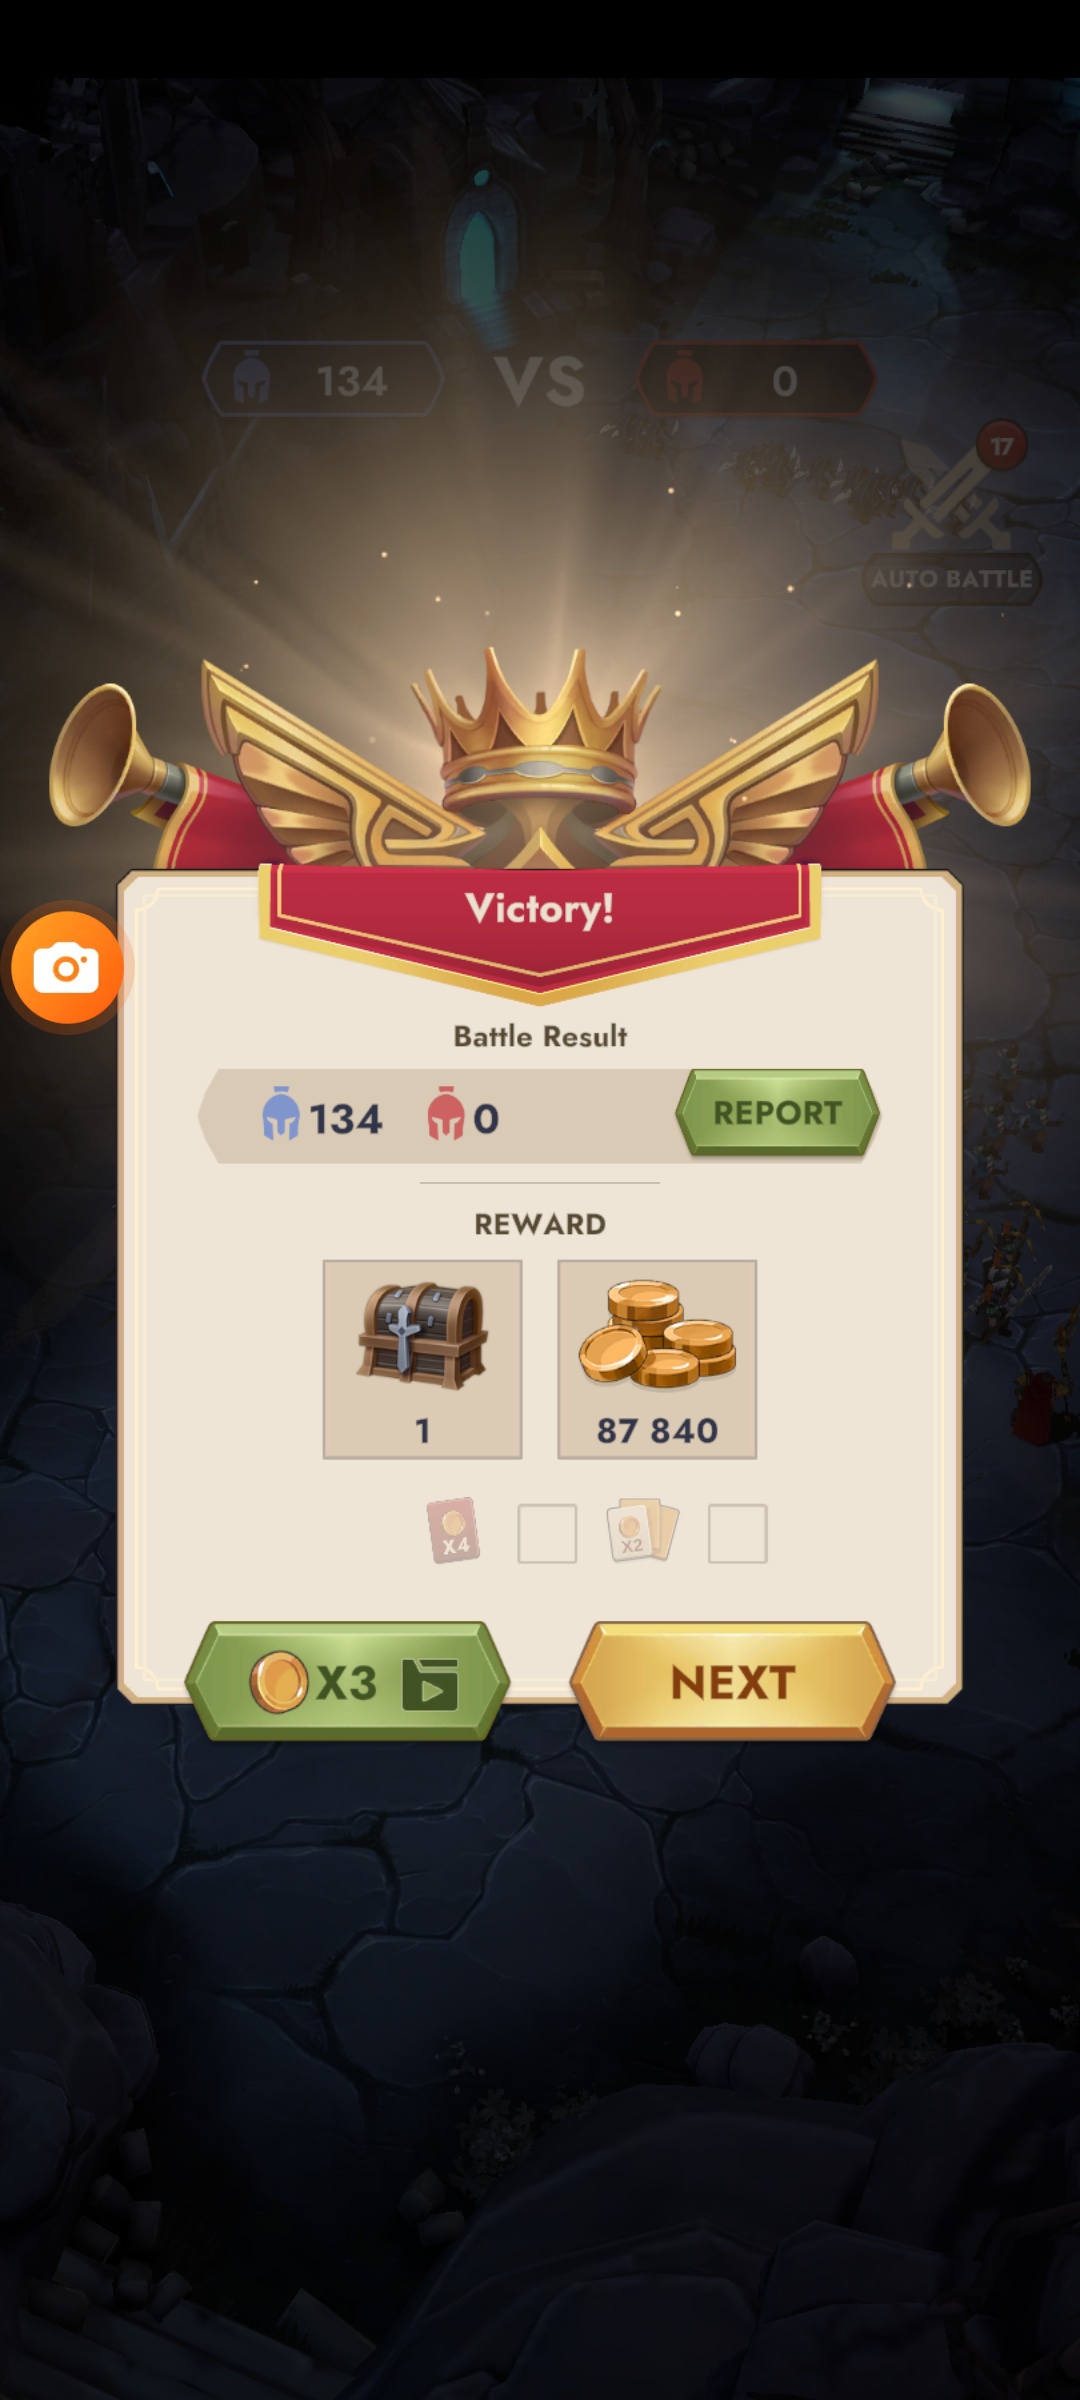 134 VS 0
17
AUTO BATTLE
Victory!
Battle Result
134 0 REPORT
REWARD
1 87 840
X4 X2
X3 NEXT